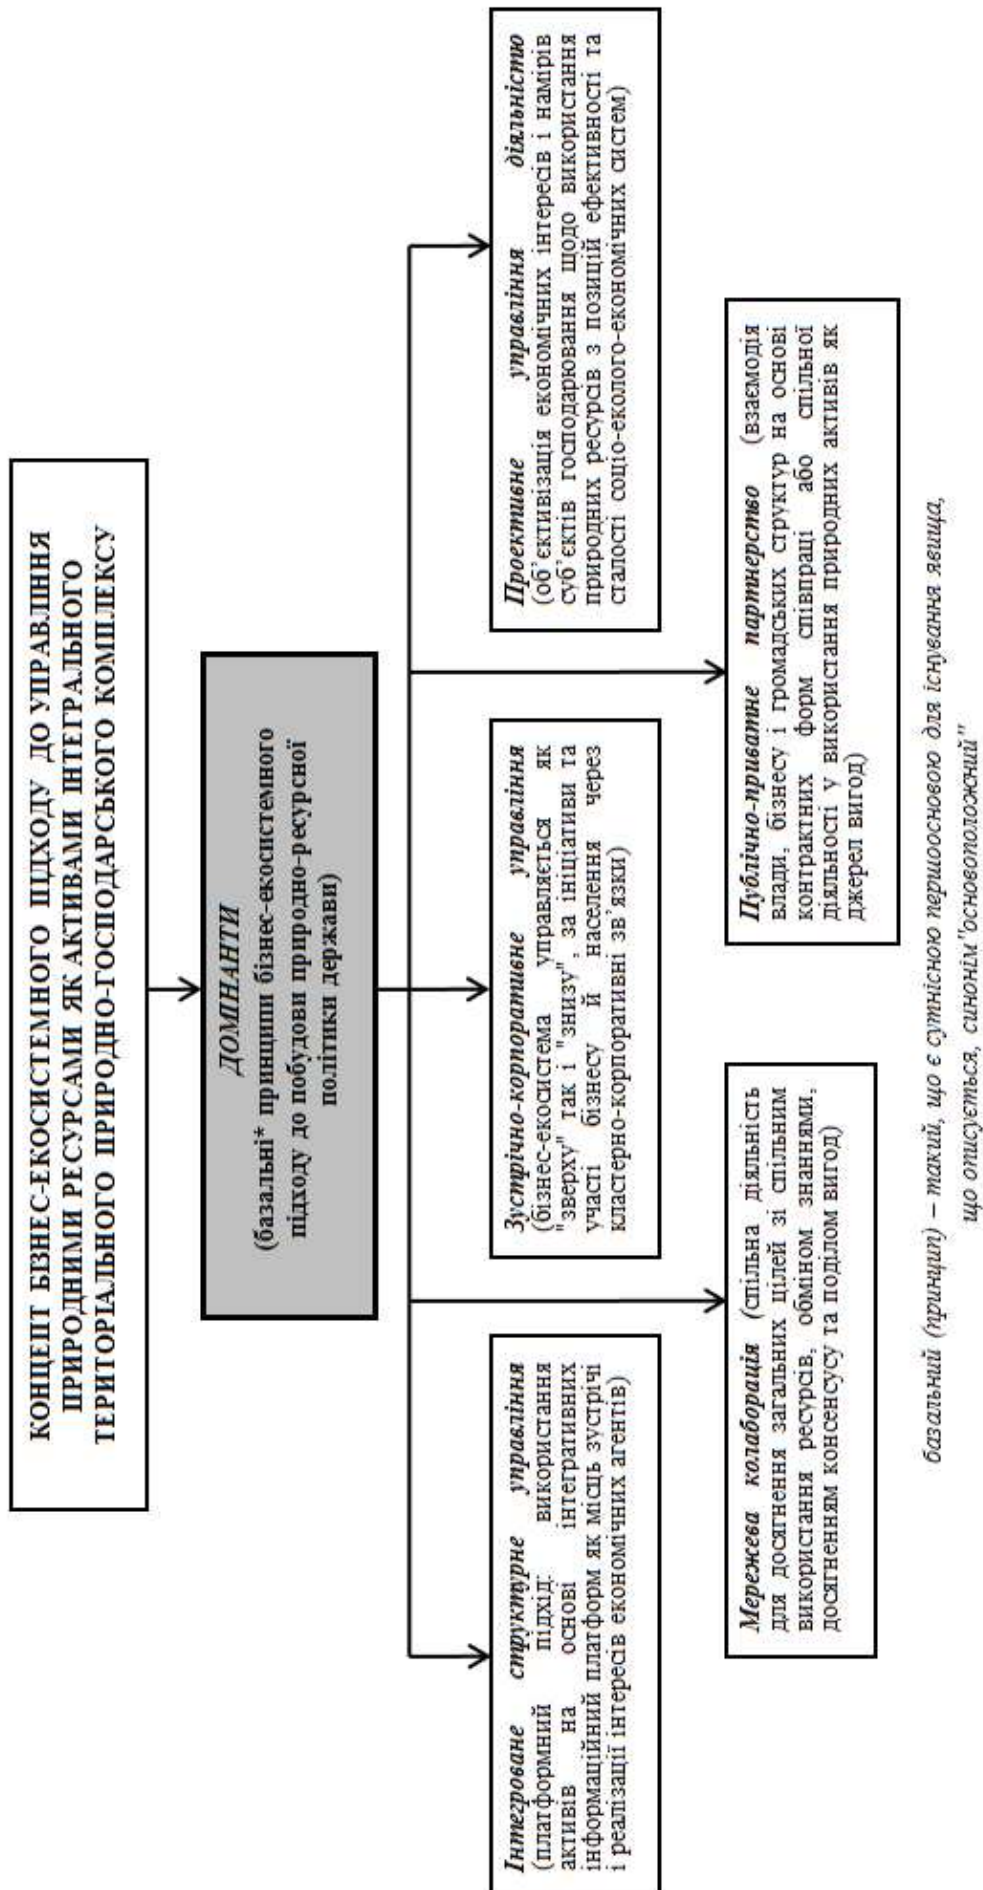 КОНЦЕПТ БІЗНЕС-ЕКОСИСТЕМНОГО ПІДХОДУ ДО УПРАВЛІННЯ
ПРИРОДНИМИ РЕСУРСАМИ ЯК АКТИВАМИ ІНТЕГРАЛЬНОГО
ТЕРИТОРІАЛЬНОГО ПРИРОДНО-ГОСПОДАРСЬКОГО КОМПЛЕКСУ
ДОМІНАНТИ
(базальні* принципи бізнес-екосистемного
підходу до побудови природно-ресурсної
політики держави)
Інтегроване структурне управління
(платформний підхід: використання
активів на основі інтегративних
інформаційний платформ як місць зустрічі
і реалізації інтересів економічних агентів)
Зустрічно-корпоративне управління
(бізнес-екосистема управляється як
"зверху" так і "знизу", за ініціативи та
участі бізнесу й населення через
кластерно-корпоративні зв'язки)
Проективне управління діяльністю
(об'єктивізація економічних інтересів і намірів
суб'єктів господарювання щодо використання
природних ресурсів з позицій ефективності та
сталості соціо-еколого-економічних систем)
Мережева колаборація (спільна діяльність
для досягнення загальних цілей зі спільним
використання ресурсів, обміном знаннями,
досягненням консенсусу та поділом вигод)
Публічно-приватне партнерство (взаємодія
влади, бізнесу і громадських структур на основі
контрактних форм співпраці або спільної
діяльності у використання природних активів як
джерел вигод)
базальний (принцип) – такий, що є сутнісною першоосновою для існування явища,
що описується, синонім "основоположний"